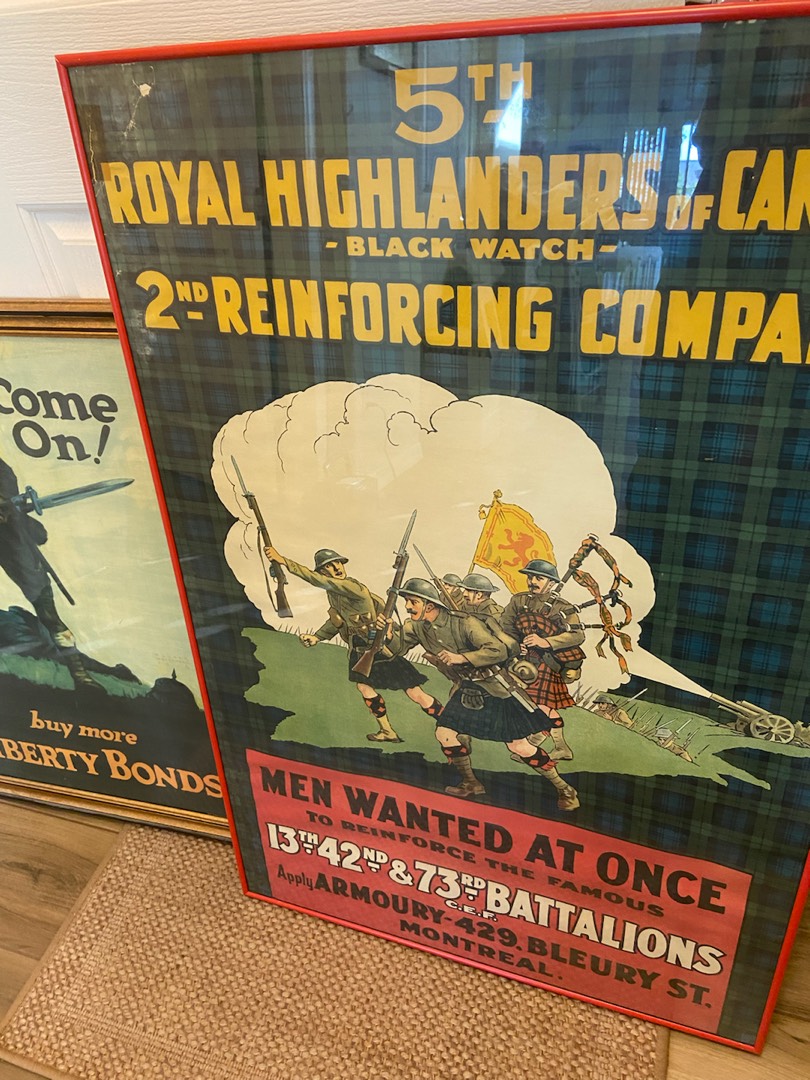 5TH
ROYAL HIGHLANDERS OF CAN
- BLACK WATCH -
2ND REINFORCING COMPA
MEN WANTED AT ONCE
TO REINFORCE THE FAMOUS
13TH 42ND & 73RD BATTALIONS
C.E.F.
Apply ARMOURY-429, BLEURY ST.
MONTREAL.
Come
On!
buy more
IBERTY BONDS